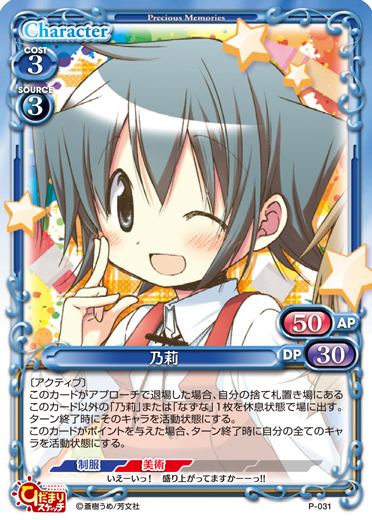 Precious Memories
Character
COST
3
SOURCE
3
50 AP
乃莉
DP 30
[アクティブ]
このカードがアプローチで退場した場合、自分の捨て札置き場にある
このカード以外の「乃莉」または「なずな」1枚を休息状態で場に出す。
ターン終了時にそのキャラを活動状態にする。
このカードがポイントを与えた場合、ターン終了時に自分の全てのキャ
ラを活動状態にする。
制服 美術
いえーいっ! 盛り上がってますかーーっ!!
ひだまりスケッチ
©蒼樹うめ/芳文社
P-031